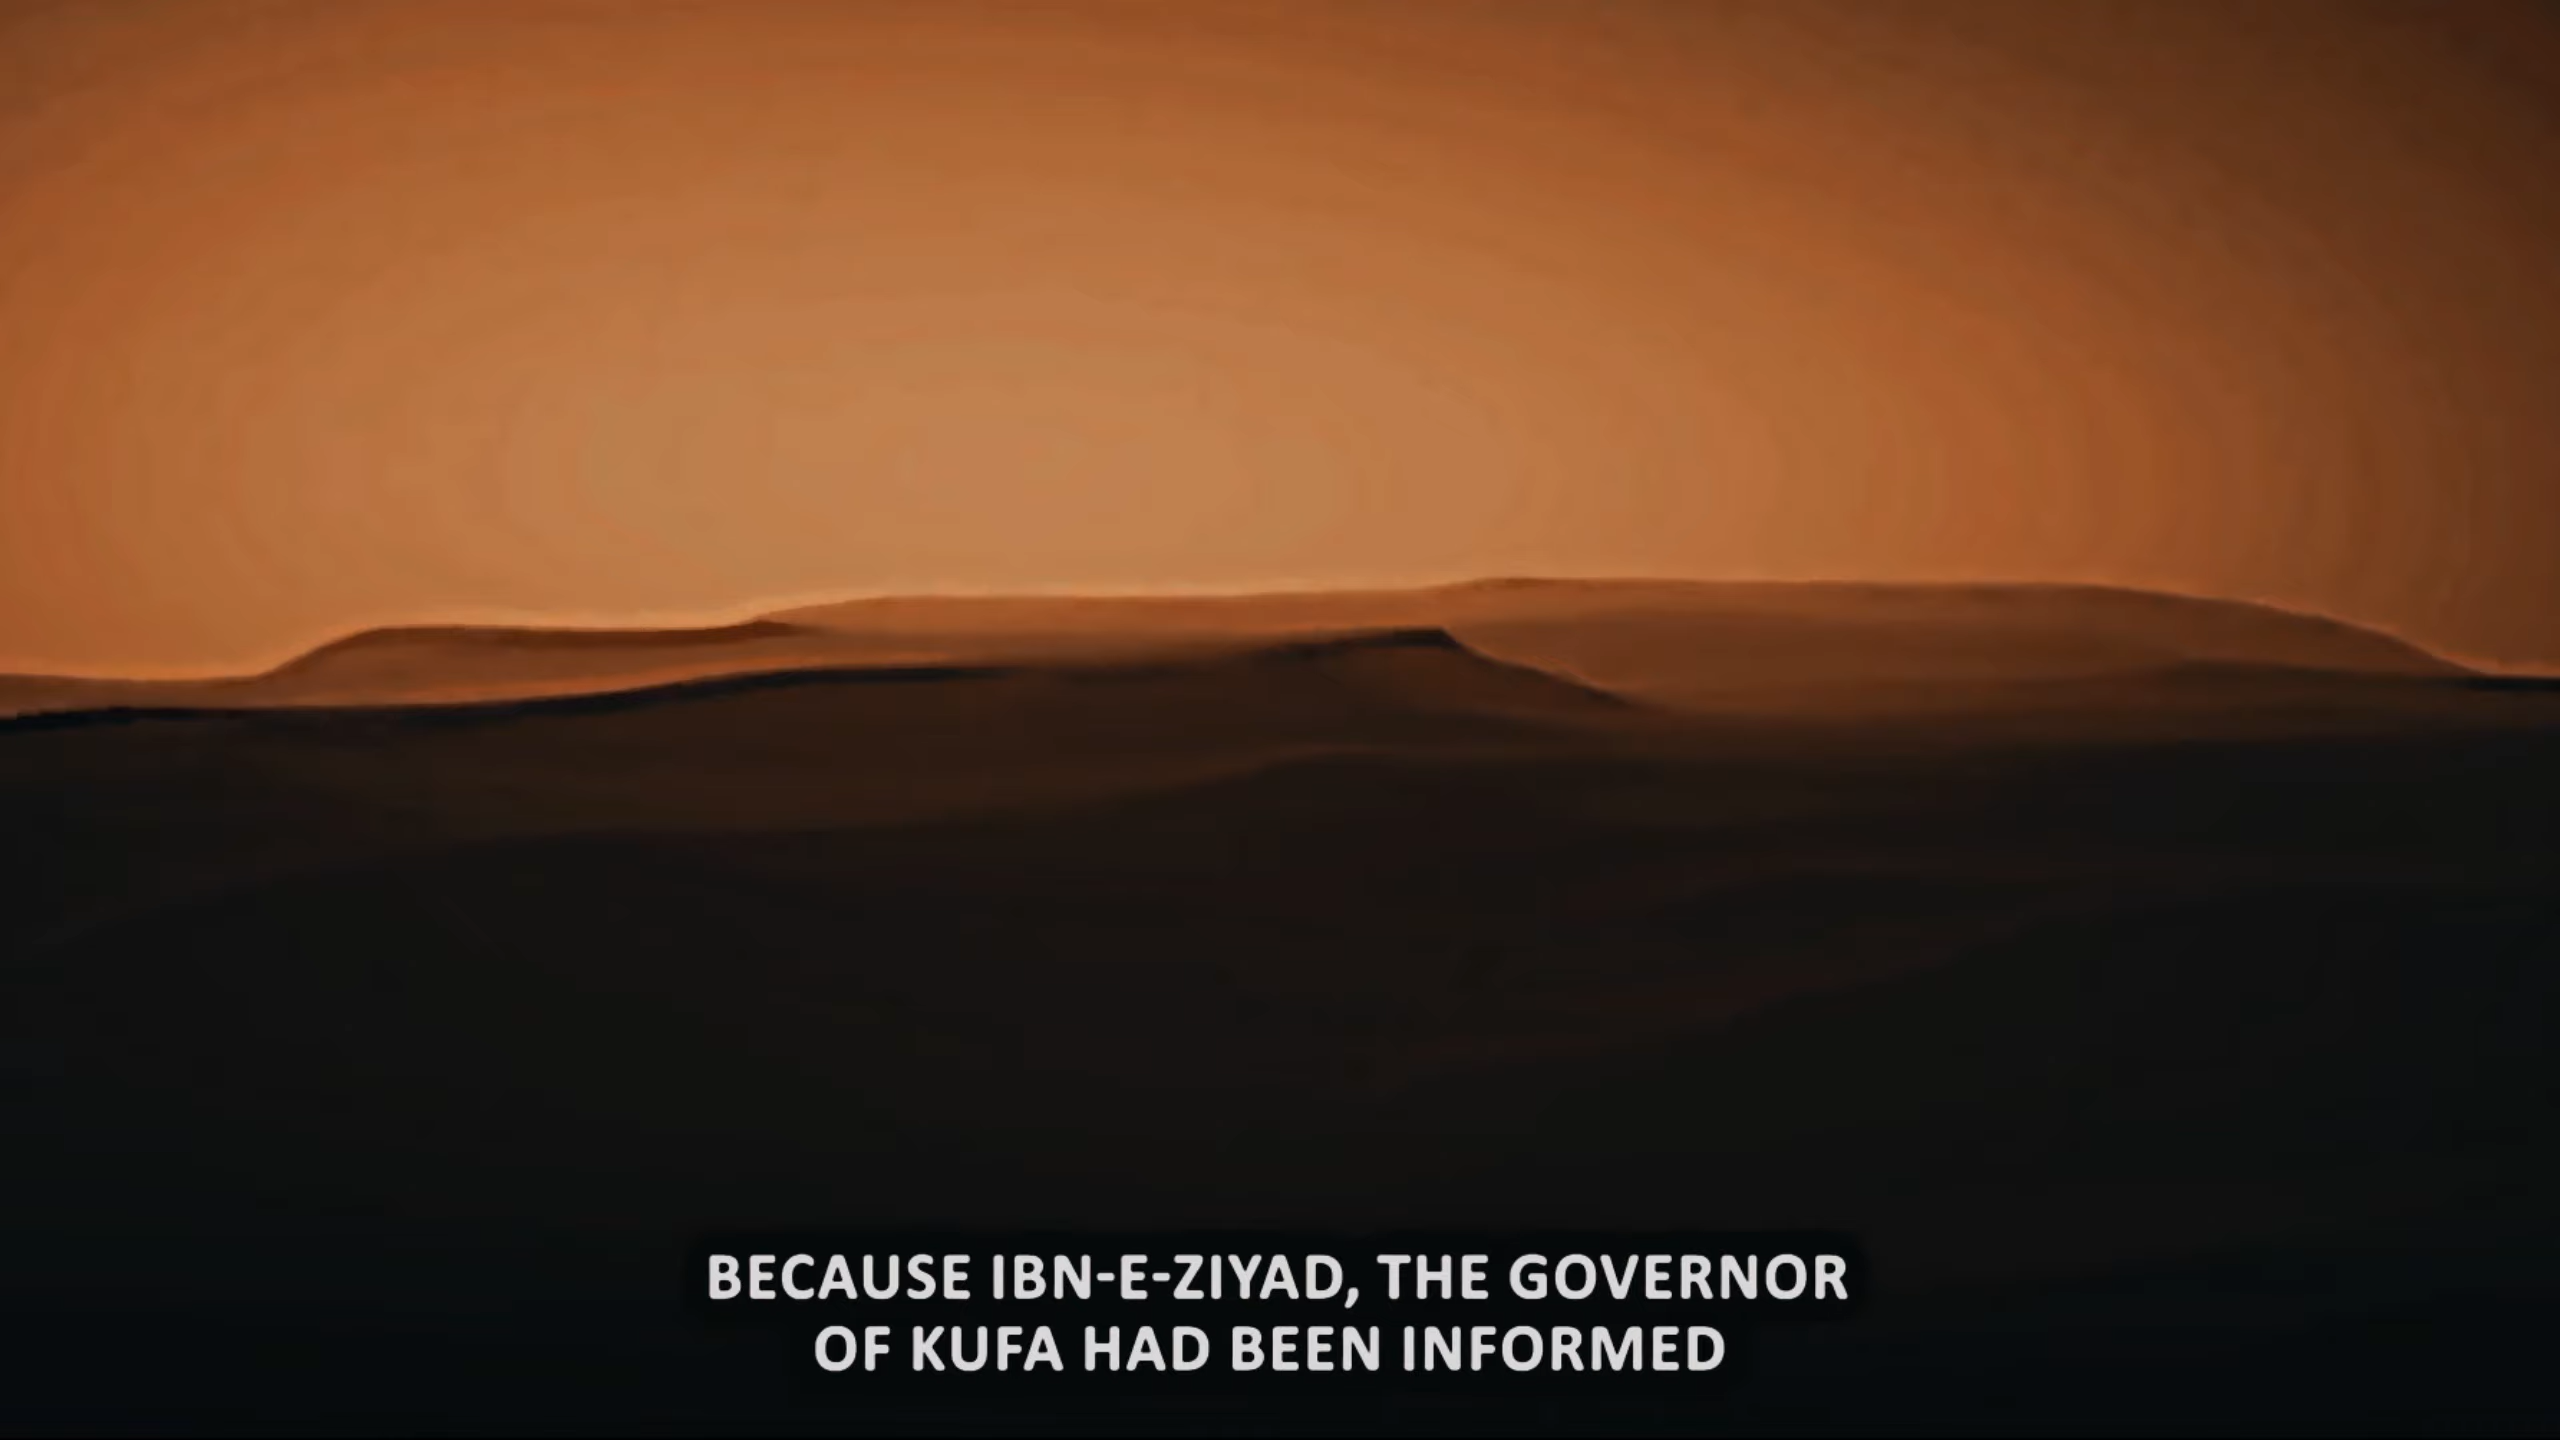 BECAUSE IBN-E-ZIYAD, THE GOVERNOR
OF KUFA HAD BEEN INFORMED